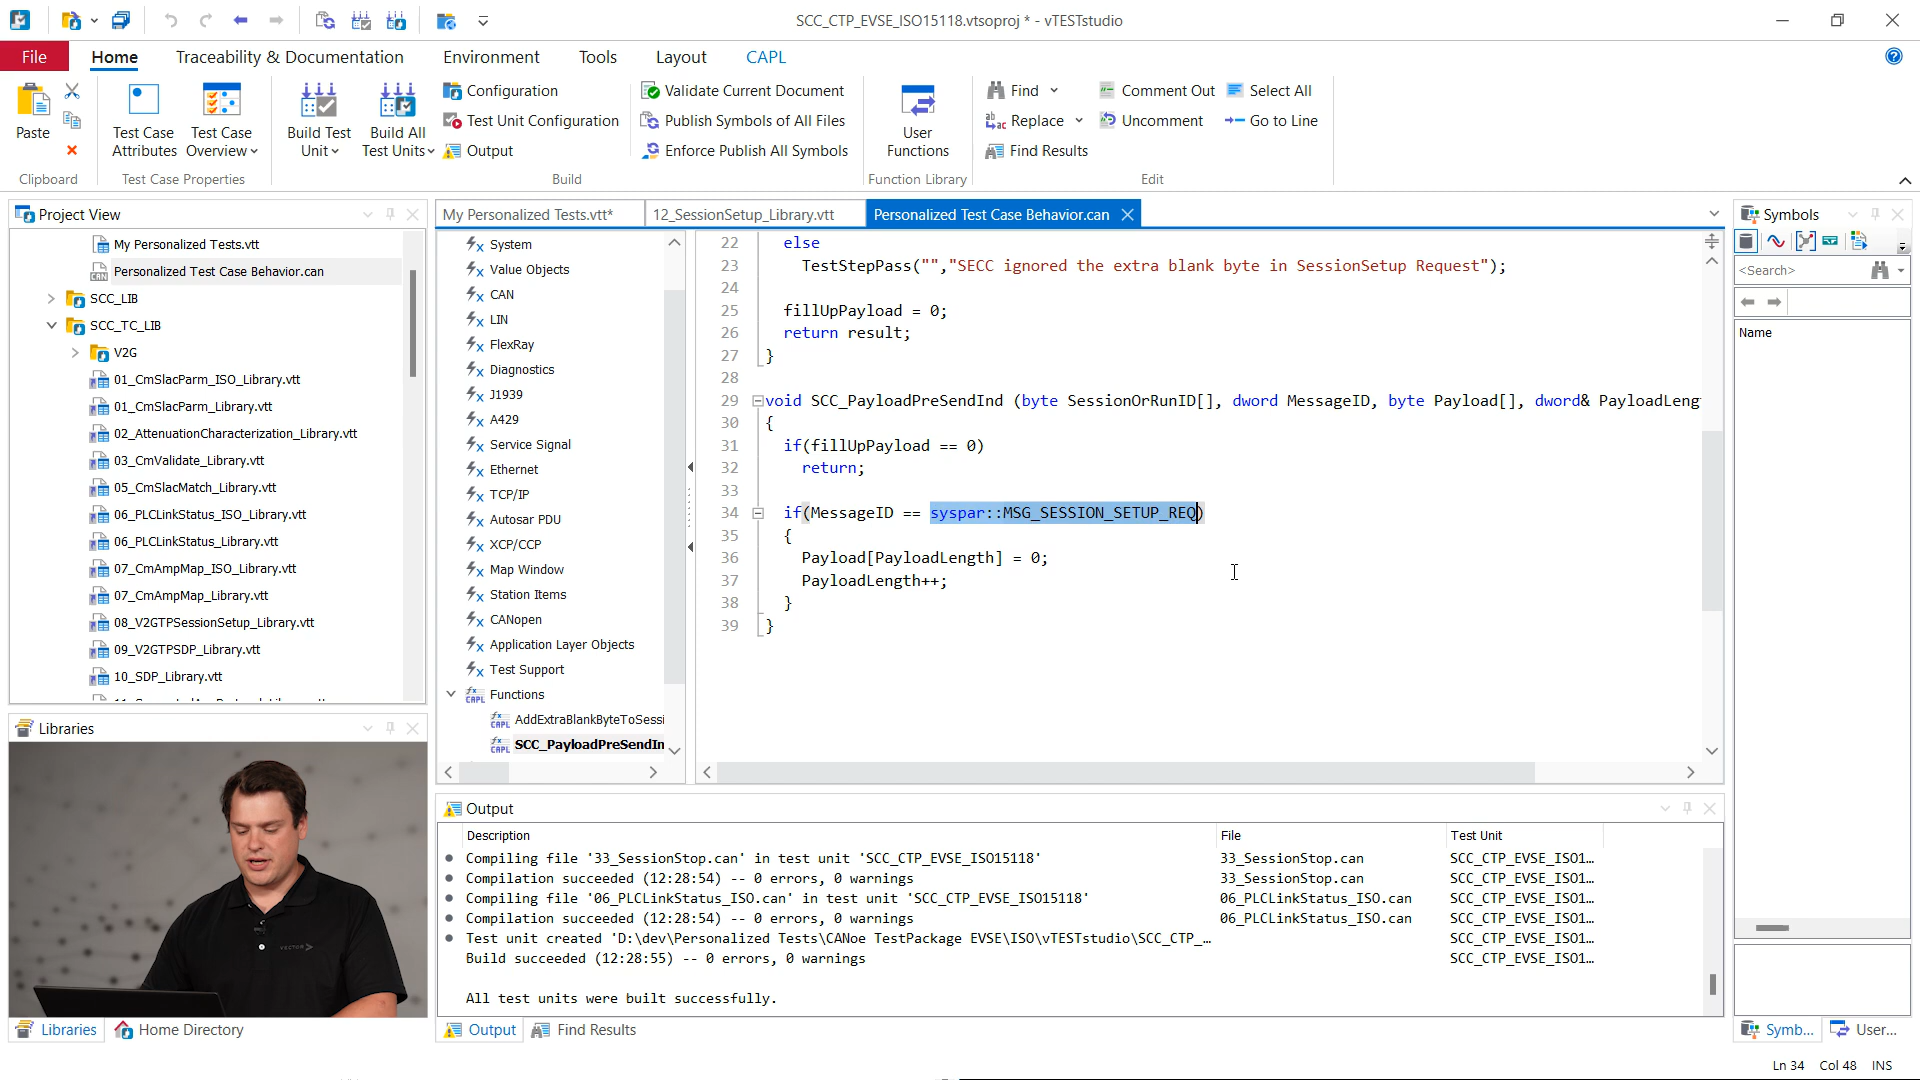 SCC_CTP_EVSE_ISO15118.vtsoproj * - vTESTstudio
File
Home
Traceability & Documentation
Environment
Tools
Layout
CAPL
Paste
Clipboard
Test Case
Attributes
Test Case
Overview
Test Case Properties
Build Test
Unit
Build All
Test Units
Configuration
Test Unit Configuration
Output
Validate Current Document
Publish Symbols of All Files
Enforce Publish All Symbols
Build
User
Functions
Function Library
Find
Replace
Find Results
Comment Out
Uncomment
Select All
Go to Line
Edit
Project View
My Personalized Tests.vtt
Personalized Test Case Behavior.can
SCC_LIB
SCC_TC_LIB
V2G
01_CmSlacParm_ISO_Library.vtt
01_CmSlacParm_Library.vtt
02_AttenuationCharacterization_Library.vtt
03_CmValidate_Library.vtt
05_CmSlacMatch_Library.vtt
06_PLCLinkStatus_ISO_Library.vtt
06_PLCLinkStatus_Library.vtt
07_CmAmpMap_ISO_Library.vtt
07_CmAmpMap_Library.vtt
08_V2GTPSessionSetup_Library.vtt
09_V2GTPSDP_Library.vtt
10_SDP_Library.vtt
Libraries
VECTOR
Libraries
Home Directory
My Personalized Tests.vtt*
12_SessionSetup_Library.vtt
Personalized Test Case Behavior.can
System
Value Objects
CAN
LIN
FlexRay
Diagnostics
J1939
A429
Service Signal
Ethernet
TCP/IP
Autosar PDU
XCP/CCP
Map Window
Station Items
CANopen
Application Layer Objects
Test Support
Functions
AddExtraBlankByteToSessi
SCC_PayloadPreSendIn
22 else
23 TestStepPass("","SECC ignored the extra blank byte in SessionSetup Request");
24
25 fillUpPayload = 0;
26 return result;
27 }
28
29 void SCC_PayloadPreSendInd (byte SessionOrRunID[], dword MessageID, byte Payload[], dword& PayloadLeng
30 {
31 if(fillUpPayload == 0)
32 return;
33
34 if(MessageID == syspar::MSG_SESSION_SETUP_REQ)
35 {
36 Payload[PayloadLength] = 0;
37 PayloadLength++;
38 }
39 }
Output
Description File Test Unit
Compiling file '33_SessionStop.can' in test unit 'SCC_CTP_EVSE_ISO15118' 33_SessionStop.can SCC_CTP_EVSE_ISO1...
Compilation succeeded (12:28:54) -- 0 errors, 0 warnings 33_SessionStop.can SCC_CTP_EVSE_ISO1...
Compiling file '06_PLCLinkStatus_ISO.can' in test unit 'SCC_CTP_EVSE_ISO15118' 06_PLCLinkStatus_ISO.can SCC_CTP_EVSE_ISO1...
Compilation succeeded (12:28:54) -- 0 errors, 0 warnings 06_PLCLinkStatus_ISO.can SCC_CTP_EVSE_ISO1...
Test unit created 'D:\dev\Personalized Tests\CANoe TestPackage EVSE\ISO\vTESTstudio\SCC_CTP_... SCC_CTP_EVSE_ISO1...
Build succeeded (12:28:55) -- 0 errors, 0 warnings SCC_CTP_EVSE_ISO1...
All test units were built successfully.
Output
Find Results
Symbols
<Search>
Name
Symb...
User...
Ln 34 Col 48 INS